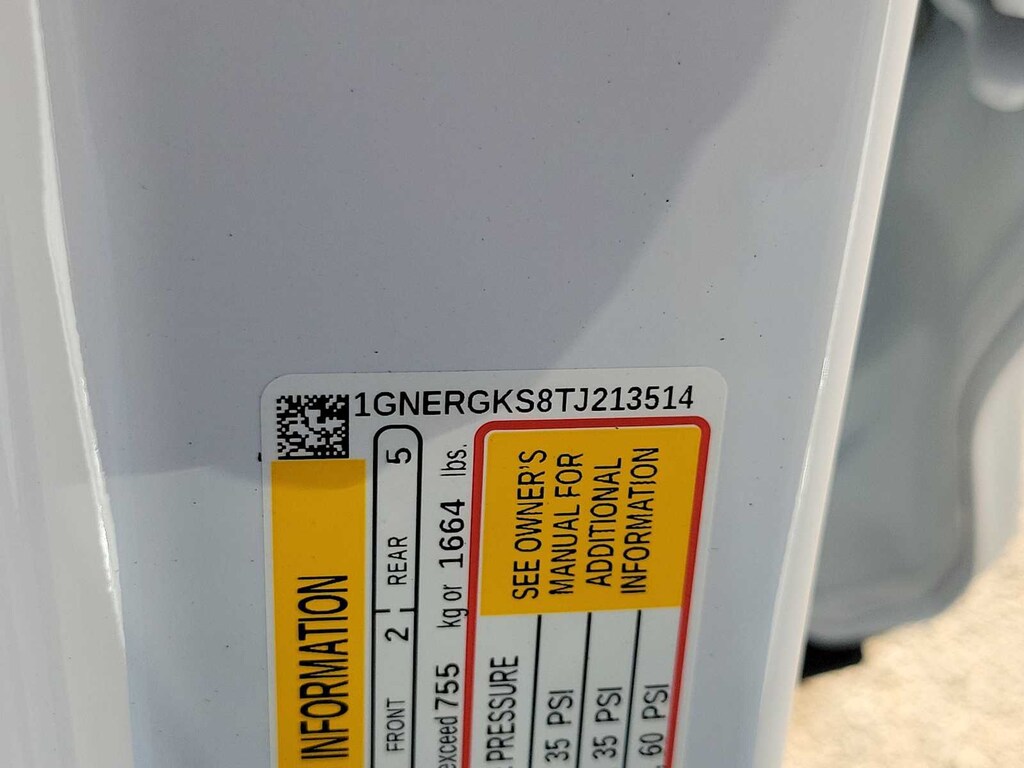 1GNERGKS8TJ213514
INFORMATION
FRONT 2 REAR 5
exceed 755 kg or 1664 lbs.
PRESSURE
35 PSI
35 PSI
60 PSI
SEE OWNER'S
MANUAL FOR
ADDITIONAL
INFORMATION